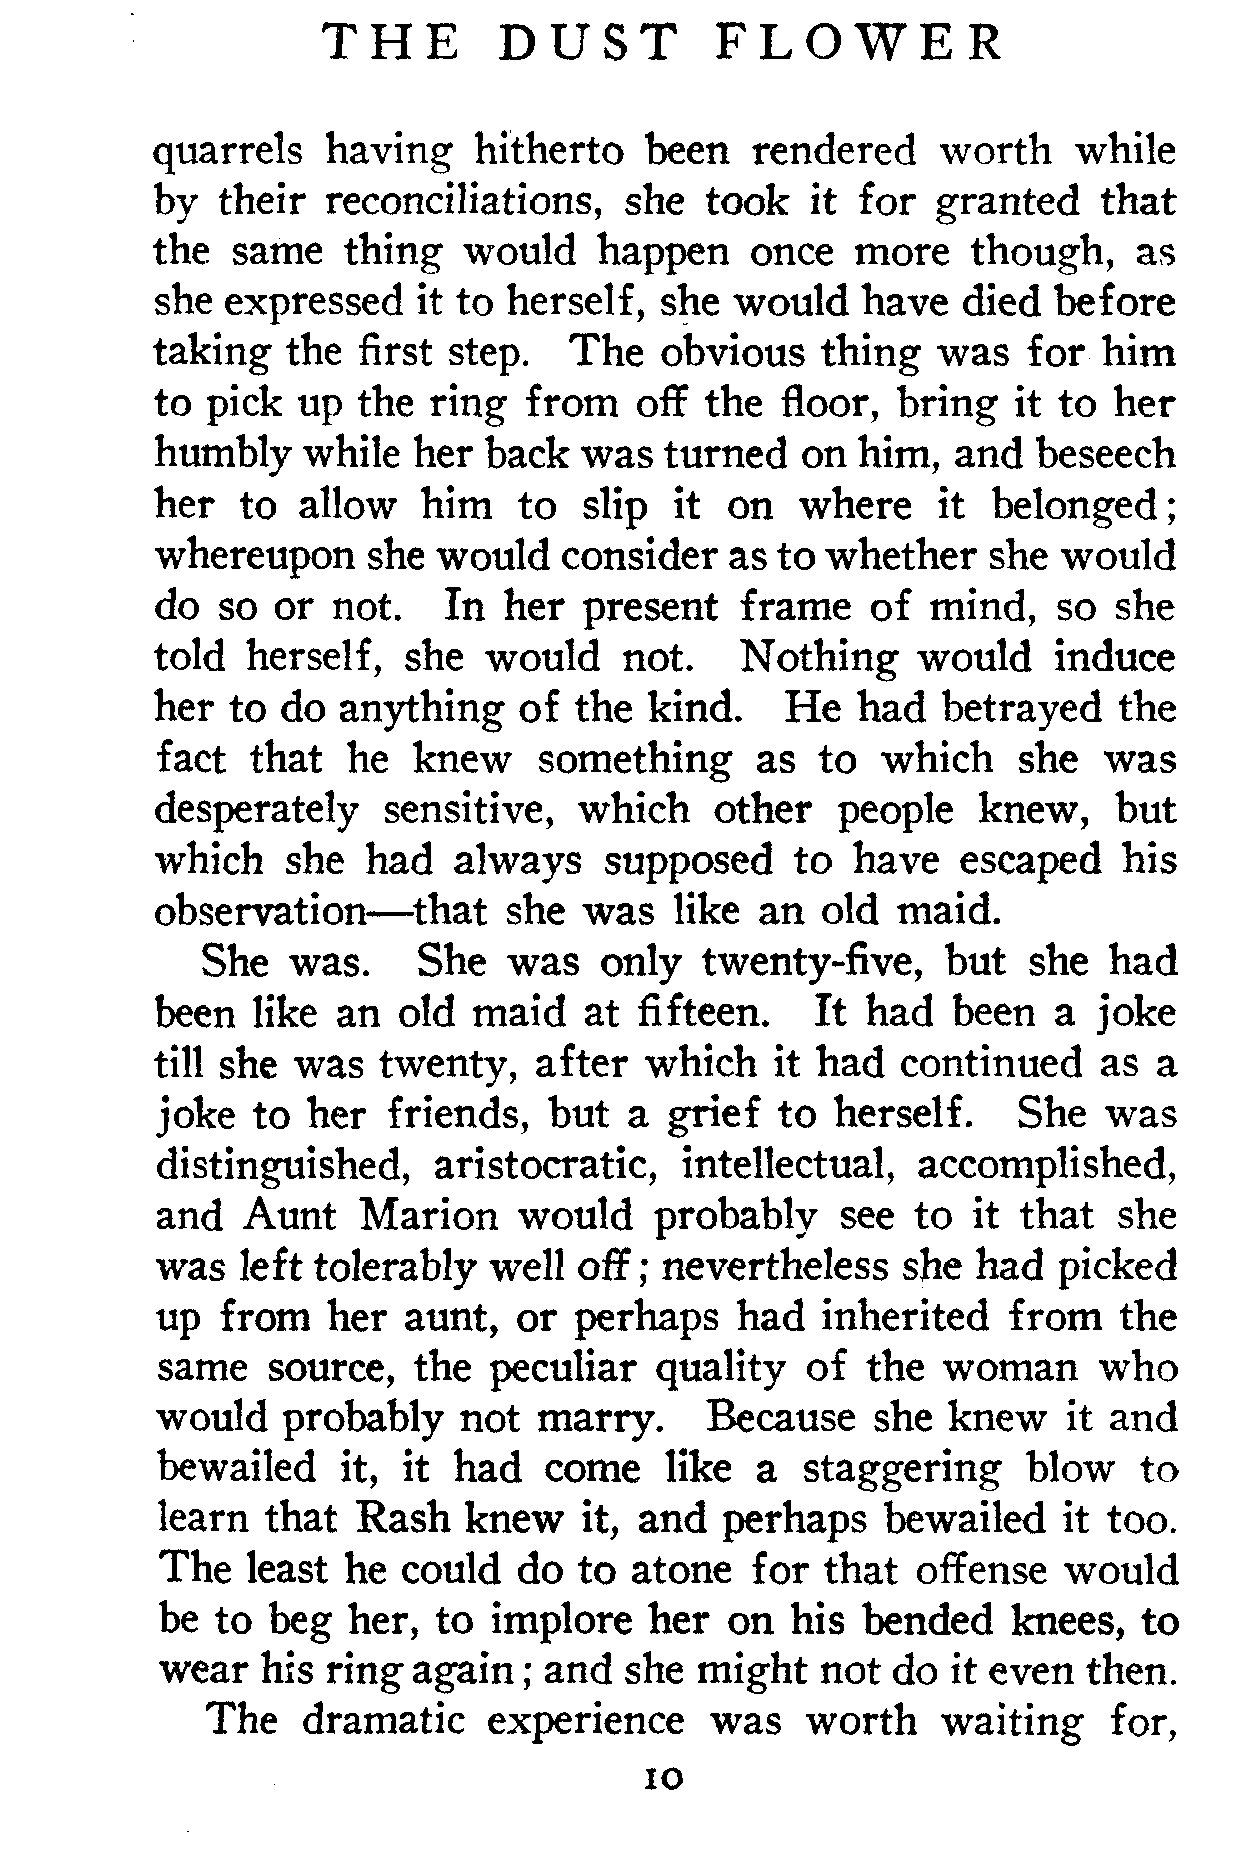 THE DUST FLOWER
quarrels having hitherto been rendered worth while
by their reconciliations, she took it for granted that
the same thing would happen once more though, as
she expressed it to herself, she would have died before
taking the first step. The obvious thing was for him
to pick up the ring from off the floor, bring it to her
humbly while her back was turned on him, and beseech
her to allow him to slip it on where it belonged;
whereupon she would consider as to whether she would
do so or not. In her present frame of mind, so she
told herself, she would not. Nothing would induce
her to do anything of the kind. He had betrayed the
fact that he knew something as to which she was
desperately sensitive, which other people knew, but
which she had always supposed to have escaped his
observation—that she was like an old maid.
She was. She was only twenty-five, but she had
been like an old maid at fifteen. It had been a joke
till she was twenty, after which it had continued as a
joke to her friends, but a grief to herself. She was
distinguished, aristocratic, intellectual, accomplished,
and Aunt Marion would probably see to it that she
was left tolerably well off; nevertheless she had picked
up from her aunt, or perhaps had inherited from the
same source, the peculiar quality of the woman who
would probably not marry. Because she knew it and
bewailed it, it had come like a staggering blow to
learn that Rash knew it, and perhaps bewailed it too.
The least he could do to atone for that offense would
be to beg her, to implore her on his bended knees, to
wear his ring again; and she might not do it even then.
The dramatic experience was worth waiting for,
10